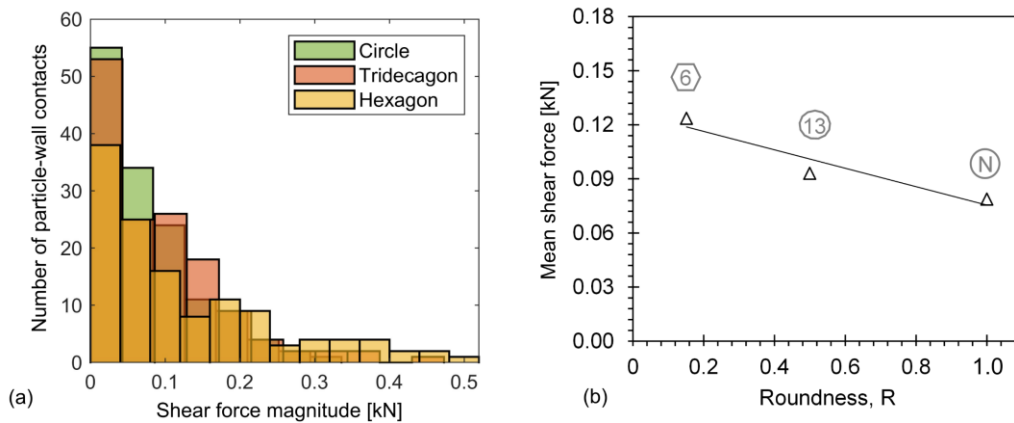 60
50
40
30
20
10
0
Number of particle-wall contacts
Circle
Tridecagon
Hexagon
0 0.1 0.2 0.3 0.4 0.5
Shear force magnitude [kN]
(a)
0.18
0.15
0.12
0.09
0.06
0.03
0.00
Mean shear force [kN]
6
13
N
0 0.2 0.4 0.6 0.8 1.0
Roundness, R
(b)